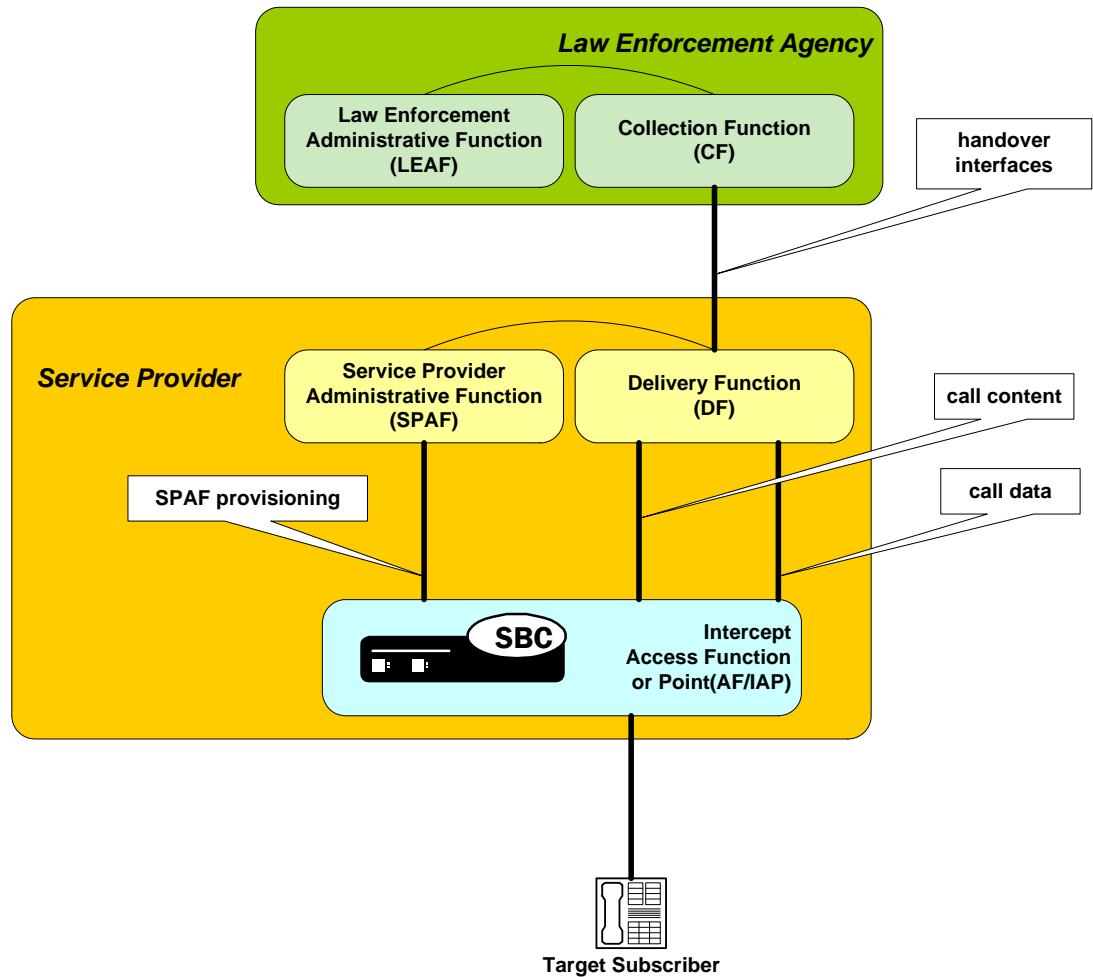 Law Enforcement Agency
Law Enforcement
Administrative Function
(LEAF)
Collection Function
(CF)
handover
interfaces
Service Provider
Service Provider
Administrative Function
(SPAF)
Delivery Function
(DF)
call content
SPAF provisioning
call data
SBC
Intercept
Access Function
or Point(AF/IAP)
Target Subscriber